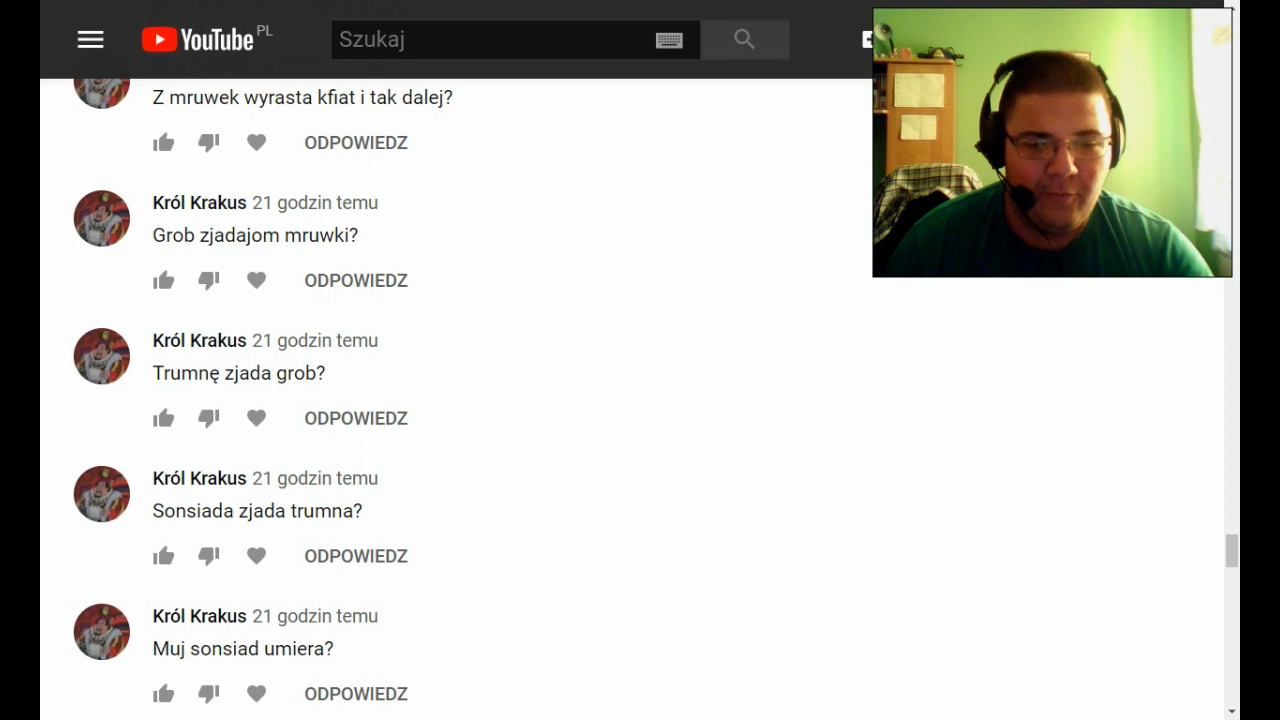 YouTube PL
Szukaj
Z mruwek wyrasta kfiat i tak dalej?
ODPOWIEDZ
Król Krakus 21 godzin temu
Grob zjadajom mruwki?
ODPOWIEDZ
Król Krakus 21 godzin temu
Trumnę zjada grob?
ODPOWIEDZ
Król Krakus 21 godzin temu
Sonsiada zjada trumna?
ODPOWIEDZ
Król Krakus 21 godzin temu
Muj sonsiad umiera?
ODPOWIEDZ